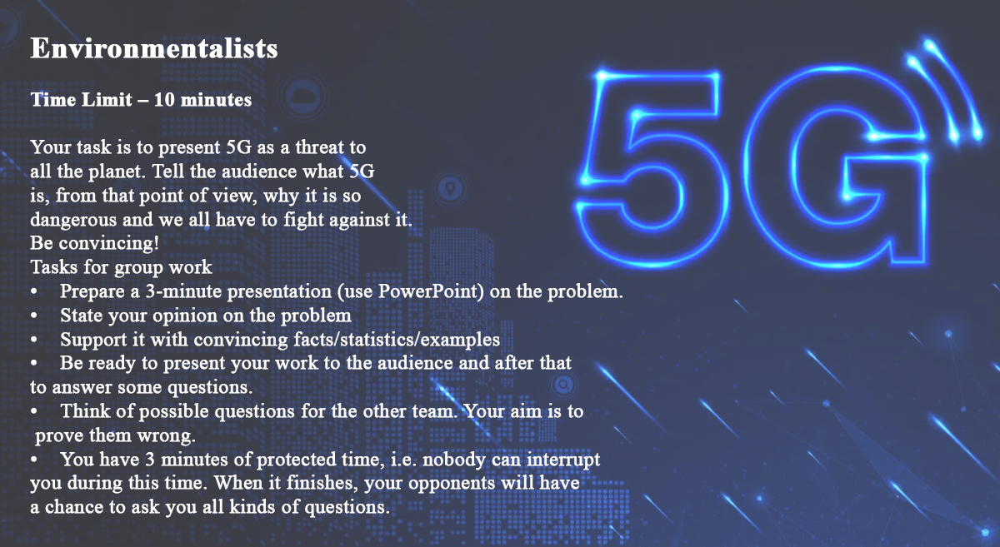 Environmentalists
5G
Time Limit – 10 minutes
Your task is to present 5G as a threat to
all the planet. Tell the audience what 5G
is, from that point of view, why it is so
dangerous and we all have to fight against it.
Be convincing!
Tasks for group work
• Prepare a 3-minute presentation (use PowerPoint) on the problem.
• State your opinion on the problem
• Support it with convincing facts/statistics/examples
• Be ready to present your work to the audience and after that
to answer some questions.
• Think of possible questions for the other team. Your aim is to
prove them wrong.
• You have 3 minutes of protected time, i.e. nobody can interrupt
you during this time. When it finishes, your opponents will have
a chance to ask you all kinds of questions.